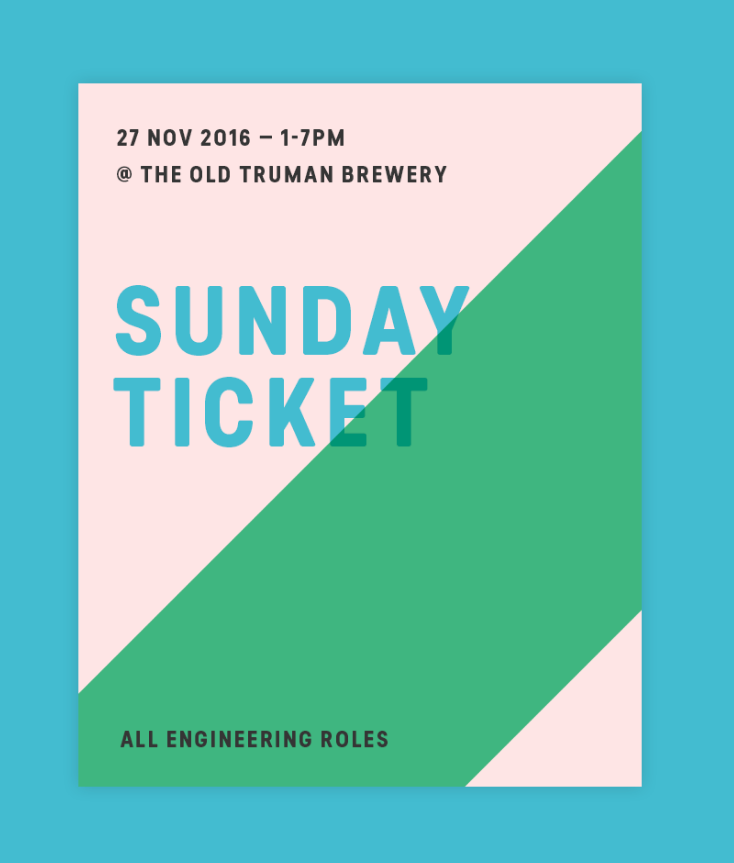 27 NOV 2016 – 1-7PM
@ THE OLD TRUMAN BREWERY
SUNDAY
TICKET
ALL ENGINEERING ROLES